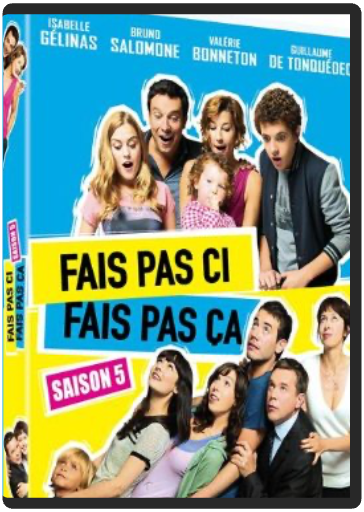 ISABELLE
GÉLINAS
BRUNO
SALOMONE
VALÉRIE
BONNETON
GUILLAUME
DE TONQUÉDEC
FAIS PAS CI
FAIS PAS ÇA
SAISON 5
FAIS PAS CI
FAIS PAS ÇA
SAISON 5